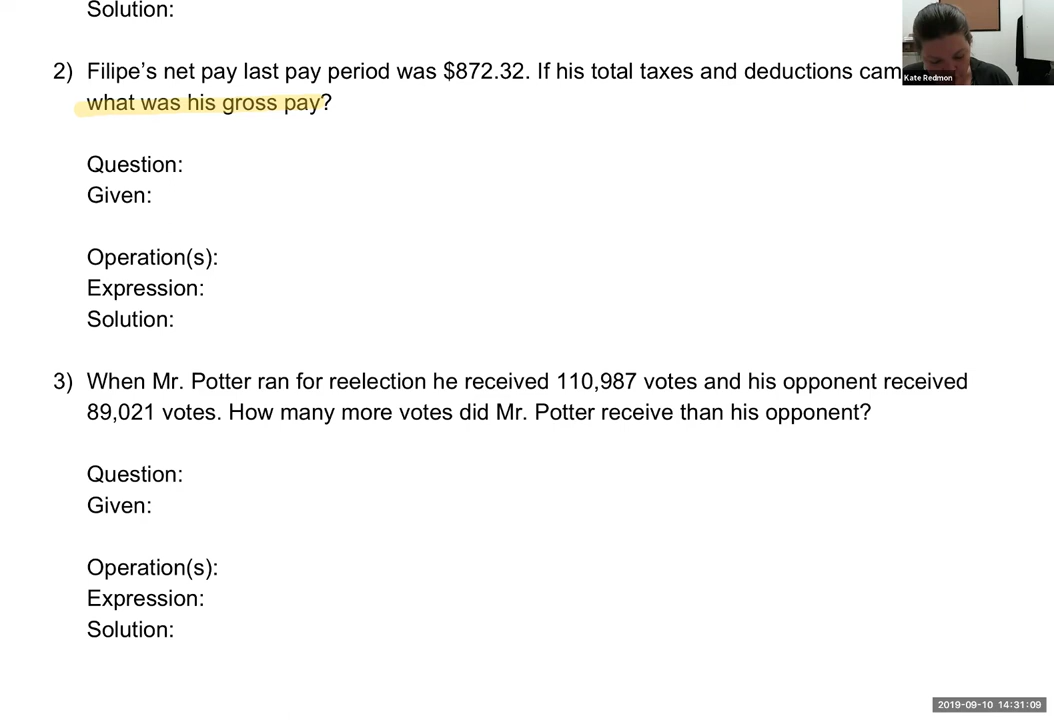 Solution:
2) Filipe’s net pay last pay period was $872.32. If his total taxes and deductions
Kate Redmon
what was his gross pay?
Question:
Given:
Operation(s):
Expression:
Solution:
3) When Mr. Potter ran for reelection he received 110,987 votes and his opponent received
89,021 votes. How many more votes did Mr. Potter receive than his opponent?
Question:
Given:
Operation(s):
Expression:
Solution:
2019-09-10 14:31:09